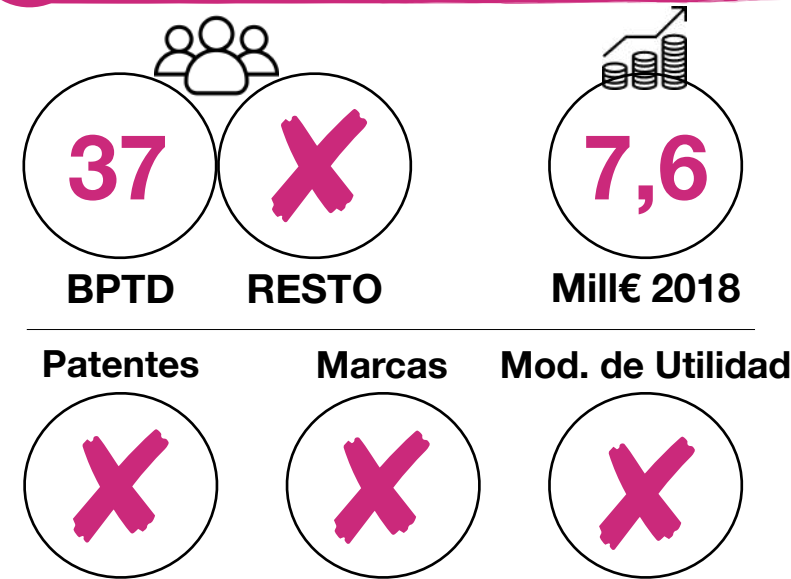 37
7,6
BPTD RESTO Mill€ 2018
Patentes Marcas Mod. de Utilidad